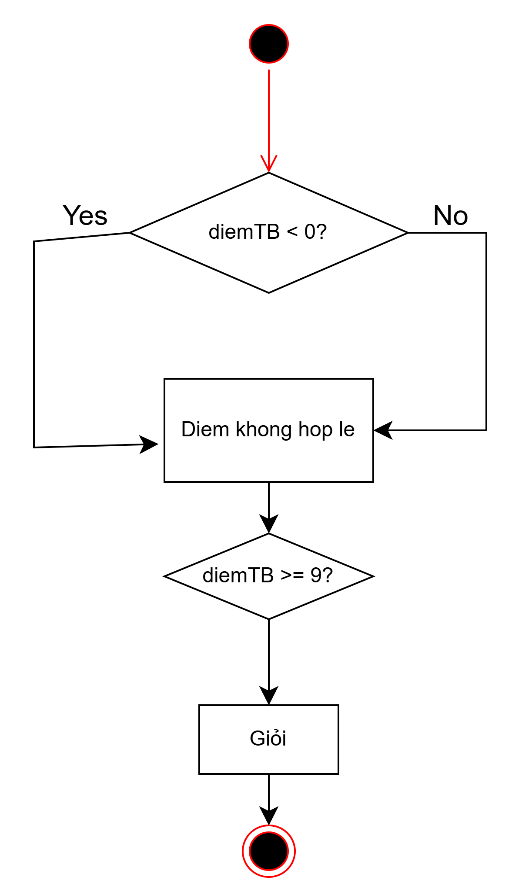 Yes
No
diemTB < 0?
Diem khong hop le
diemTB >= 9?
Giỏi